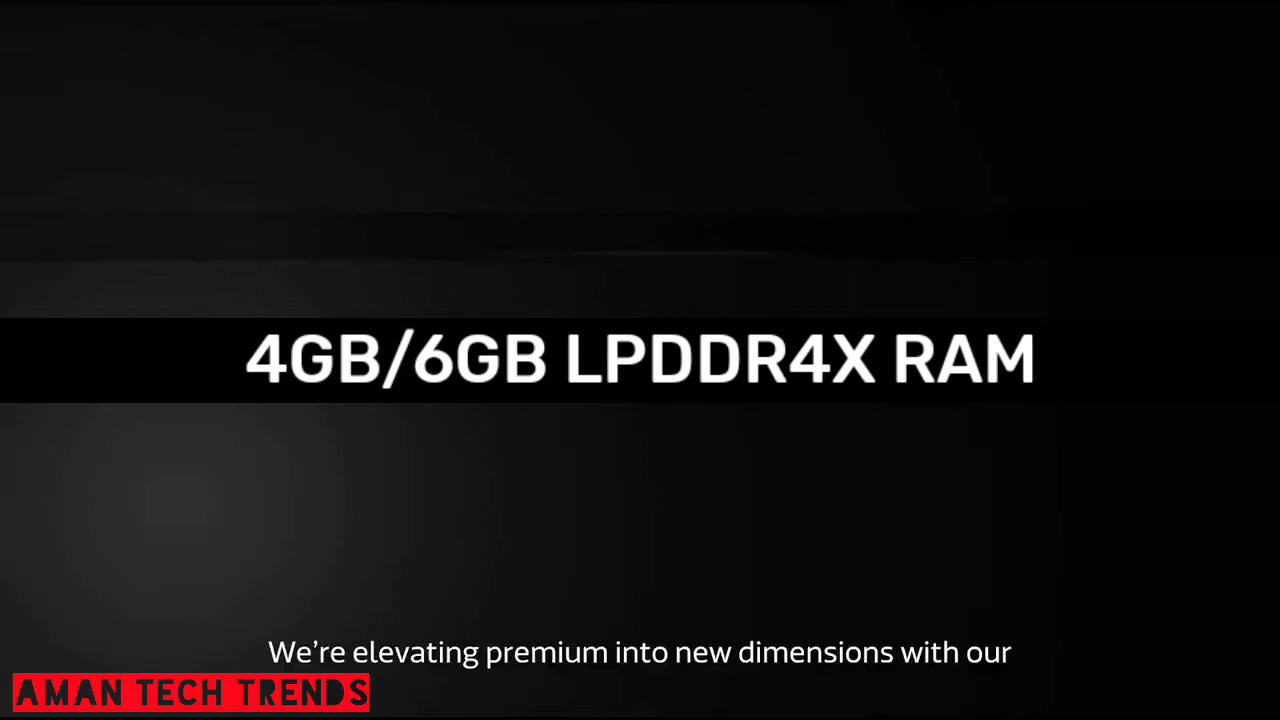 4GB/6GB LPDDR4X RAM
We’re elevating premium into new dimensions with our
AMAN TECH TRENDS